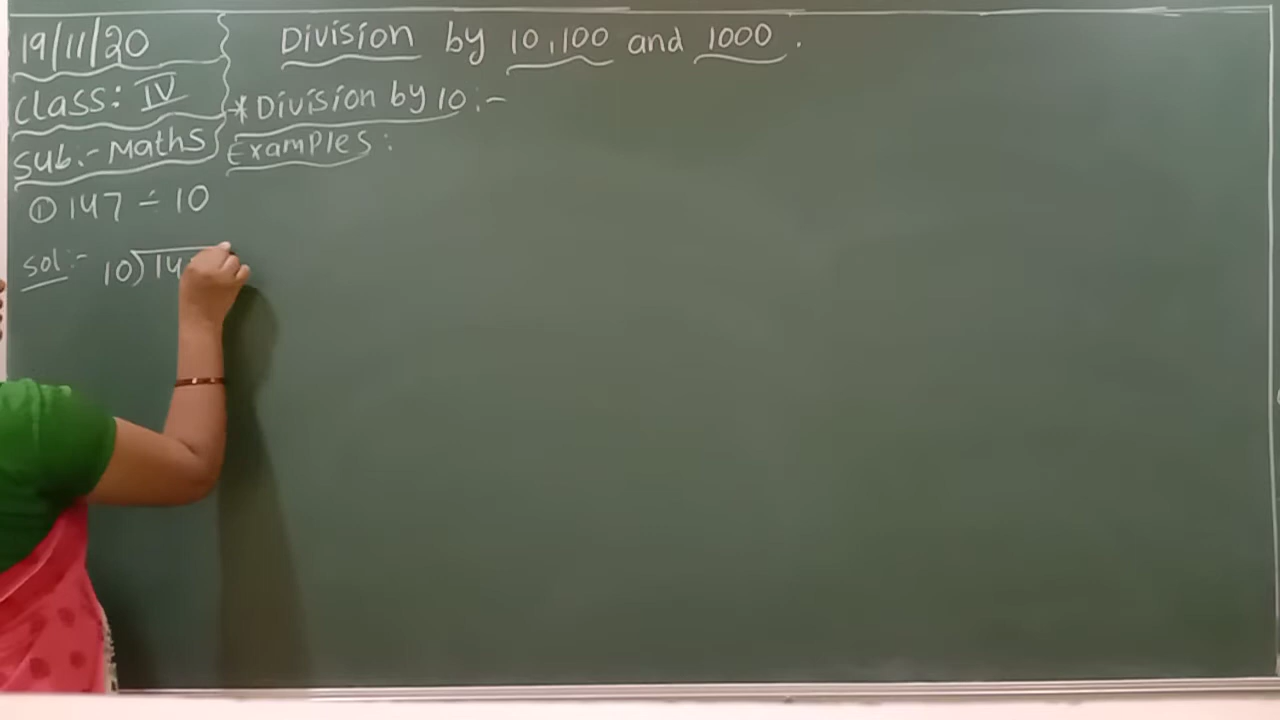 19/11/20
Class: IV
Sub:- Maths
Division by 10,100 and 1000.
*Division by 10:-
Examples:
① 147 ÷ 10
Sol:- 10)14